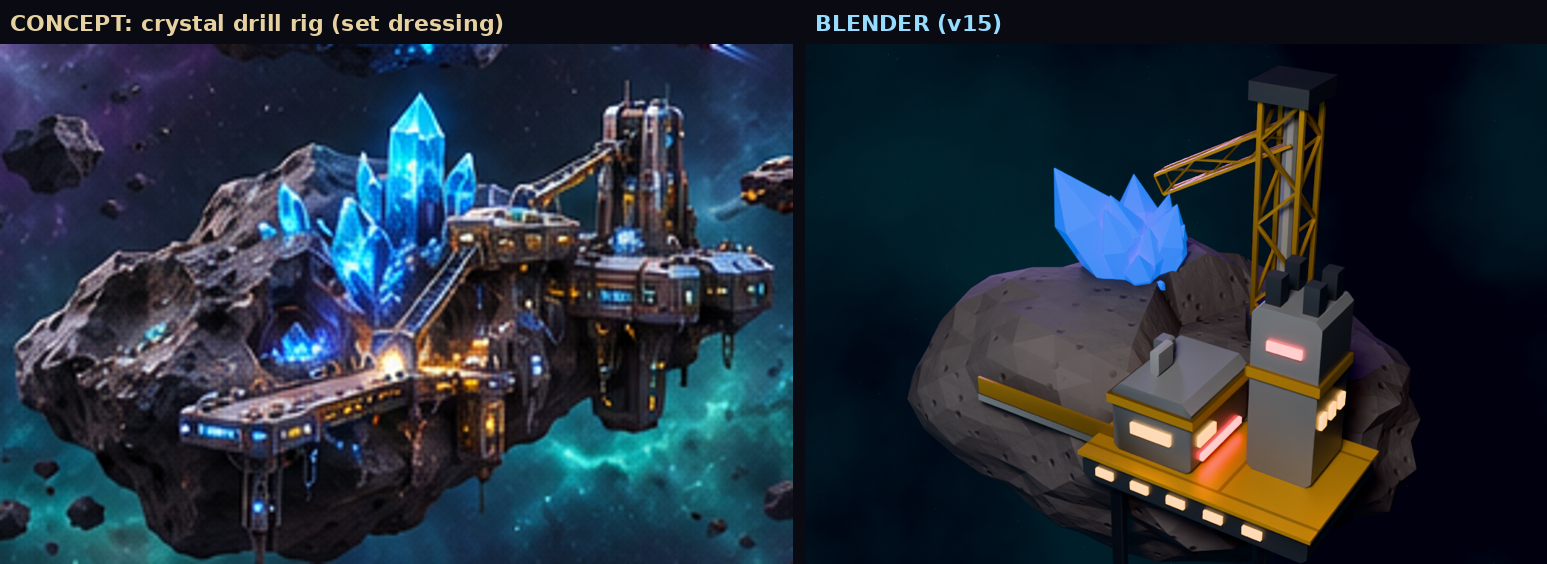 CONCEPT: crystal drill rig (set dressing)
BLENDER (v15)